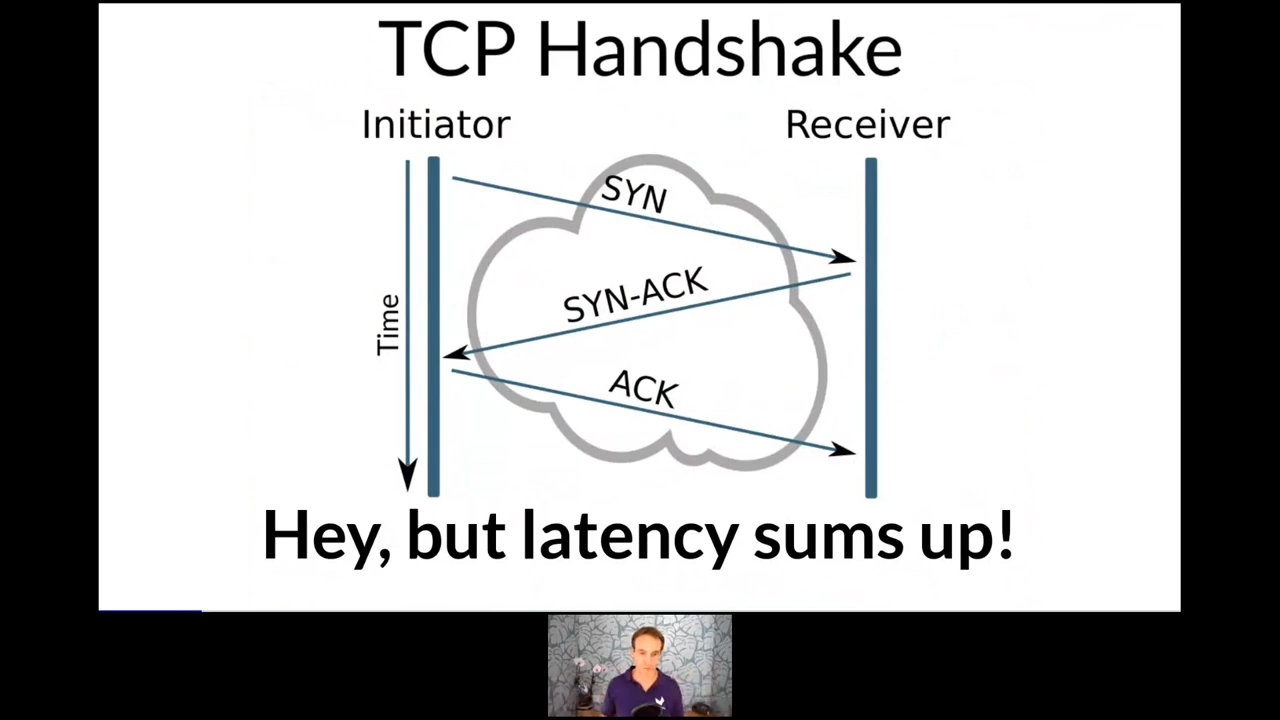 TCP Handshake
Initiator
Receiver
SYN
SYN-ACK
Time
ACK
Hey, but latency sums up!